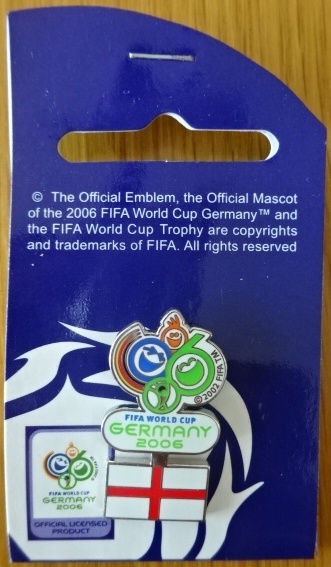 © The Official Emblem, the Official Mascot
of the 2006 FIFA World Cup Germany™ and
the FIFA World Cup Trophy are copyrights
and trademarks of FIFA. All rights reserved
© 2002 FIFA TM
FIFA WORLD CUP
GERMANY
2006
FIFA WORLD CUP
GERMANY
2006
OFFICIAL LICENSED
PRODUCT